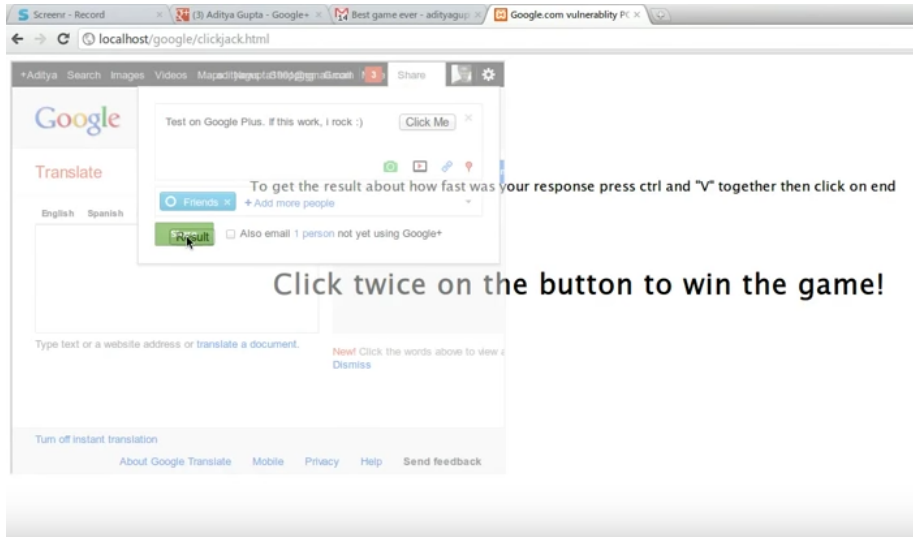 Screenr - Record
(3) Aditya Gupta - Google+
Best game ever - adityagup
Google.com vulnerablity PO
localhost/google/clickjack.html
+Aditya Search Images Videos
3
Share
Google
Test on Google Plus. If this work, i rock :)
Click Me
Translate
To get the result about how fast was your response press ctrl and "V" together then click on end
Friends
+ Add more people
English Spanish
Result
Also email 1 person not yet using Google+
Click twice on the button to win the game!
Type text or a website address or translate a document.
New! Click the words above to view a
Dismiss
Turn off instant translation
About Google Translate Mobile Privacy Help Send feedback